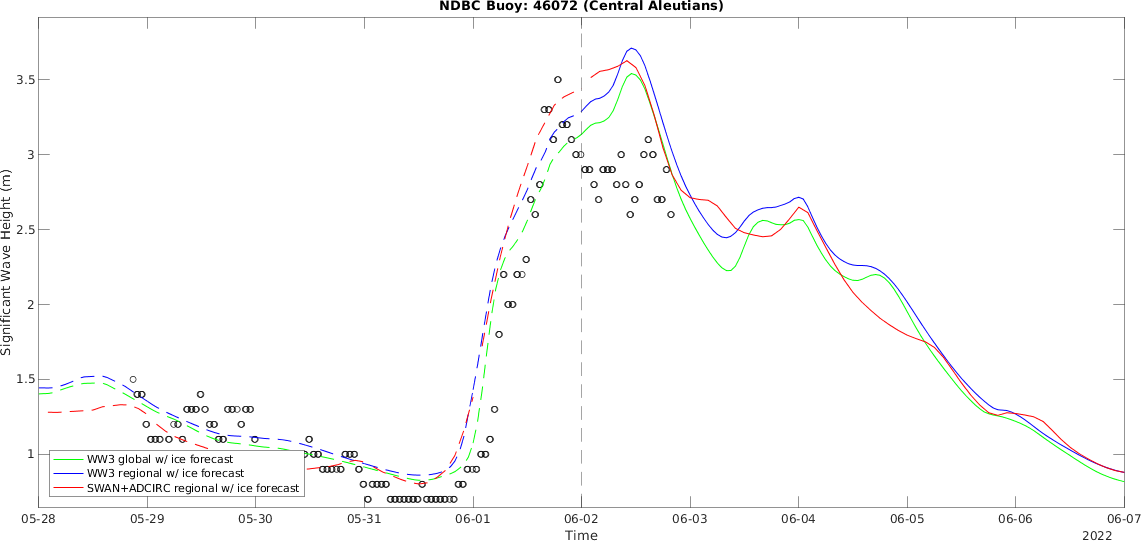 NDBC Buoy: 46072 (Central Aleutians)
3.5
3
2.5
2
1.5
1
Significant Wave Height (m)
WW3 global w/ ice forecast
WW3 regional w/ ice forecast
SWAN+ADCIRC regional w/ ice forecast
05-28 05-29 05-30 05-31 06-01 06-02 06-03 06-04 06-05 06-06 06-07
Time
2022